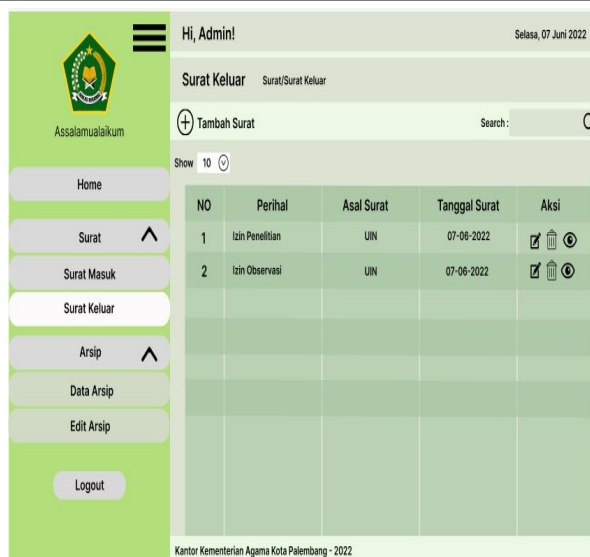 Hi, Admin!
Selasa, 07 Juni 2022
Assalamualaikum
Home
Surat
Surat Masuk
Surat Keluar
Arsip
Data Arsip
Edit Arsip
Logout
Surat Keluar Surat/Surat Keluar
Tambah Surat Search :
Show 10
NO Perihal Asal Surat Tanggal Surat Aksi
1 Izin Penelitian UIN 07-06-2022
2 Izin Observasi UIN 07-06-2022
Kantor Kementerian Agama Kota Palembang - 2022